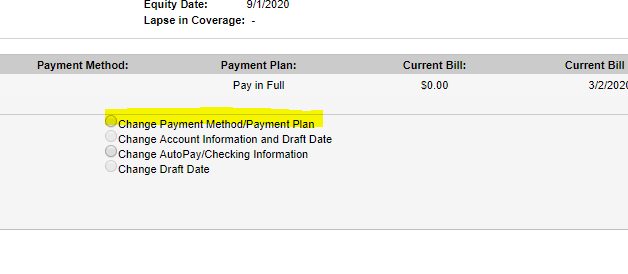 Equity Date: 9/1/2020
Lapse in Coverage: -
Payment Method: Payment Plan: Current Bill: Current Bill
Pay in Full $0.00 3/2/2020
Change Payment Method/Payment Plan
Change Account Information and Draft Date
Change AutoPay/Checking Information
Change Draft Date